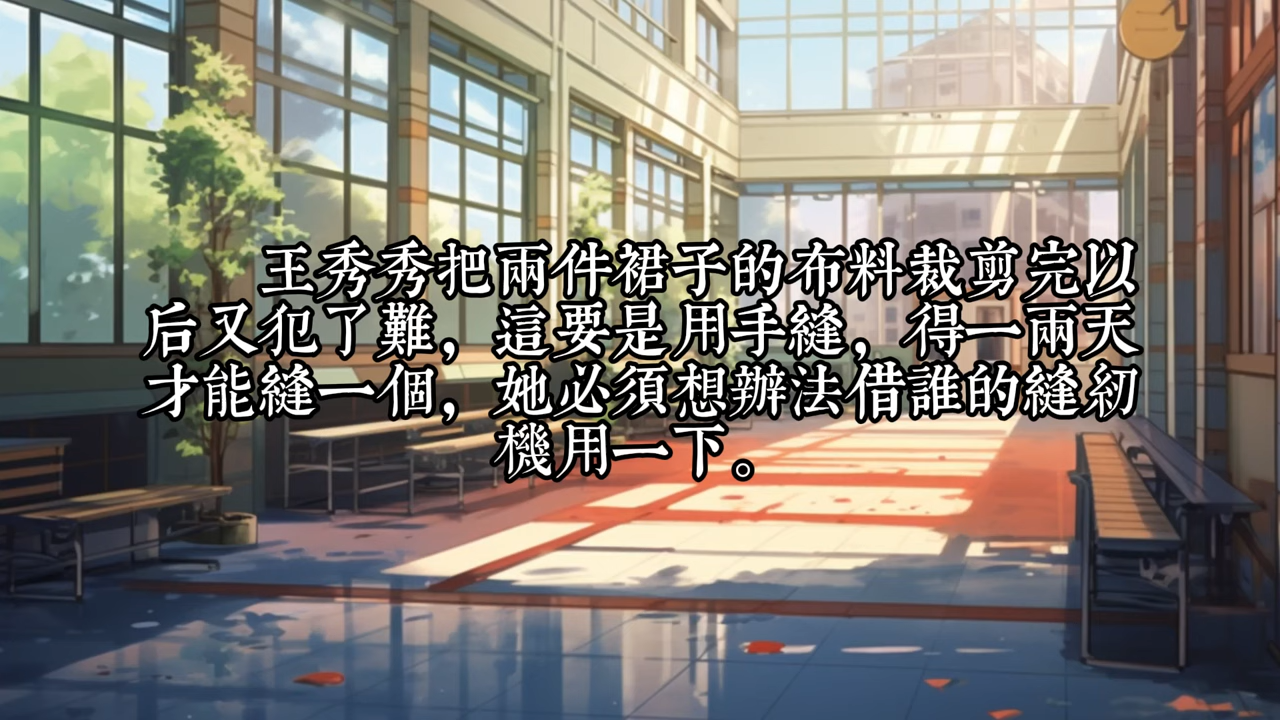 王秀秀把兩件裙子的布料裁剪完以
后又犯了難，這要是用手縫，得一兩天
才能縫一個，她必須想辦法借誰的縫紉
機用一下。